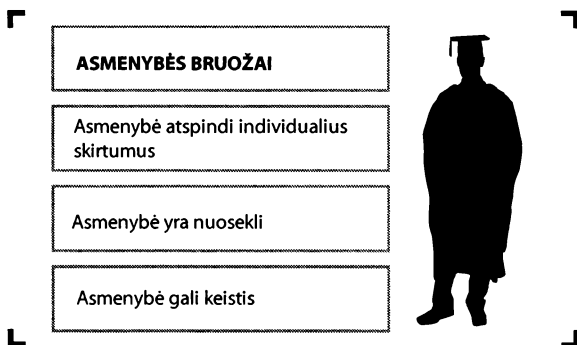 ASMENYBĖS BRUOŽAI
Asmenybė atspindi individualius
skirtumus
Asmenybė yra nuosekli
Asmenybė gali keistis